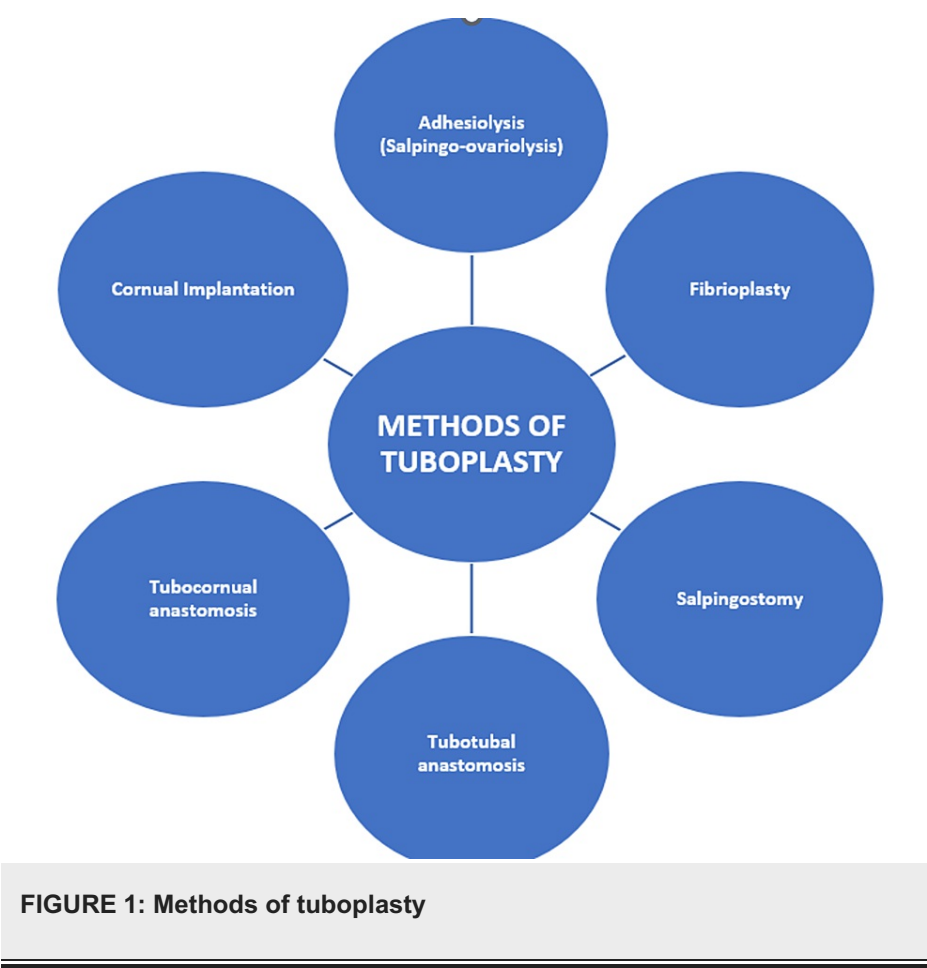 Adhesiolysis
(Salpingo-ovariolysis)
Cornual Implantation
Fibrioplasty
METHODS OF
TUBOPLASTY
Tubocornual
anastomosis
Salpingostomy
Tubotubal
anastomosis
FIGURE 1: Methods of tuboplasty